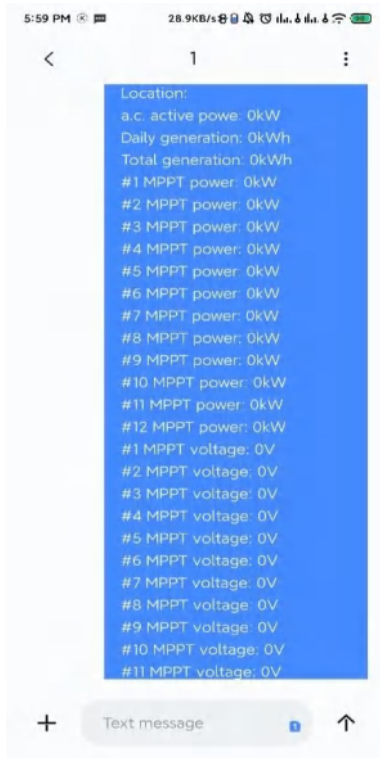 5:59 PM 28.9KB/s
1
Location:
a.c. active powe: 0kW
Daily generation: 0kWh
Total generation: 0kWh
#1 MPPT power: 0kW
#2 MPPT power: 0kW
#3 MPPT power: 0kW
#4 MPPT power: 0kW
#5 MPPT power: 0kW
#6 MPPT power: 0kW
#7 MPPT power: 0kW
#8 MPPT power: 0kW
#9 MPPT power: 0kW
#10 MPPT power: 0kW
#11 MPPT power: 0kW
#12 MPPT power: 0kW
#1 MPPT voltage: 0V
#2 MPPT voltage: 0V
#3 MPPT voltage: 0V
#4 MPPT voltage: 0V
#5 MPPT voltage: 0V
#6 MPPT voltage: 0V
#7 MPPT voltage: 0V
#8 MPPT voltage: 0V
#9 MPPT voltage: 0V
#10 MPPT voltage: 0V
#11 MPPT voltage: 0V
Text message 1